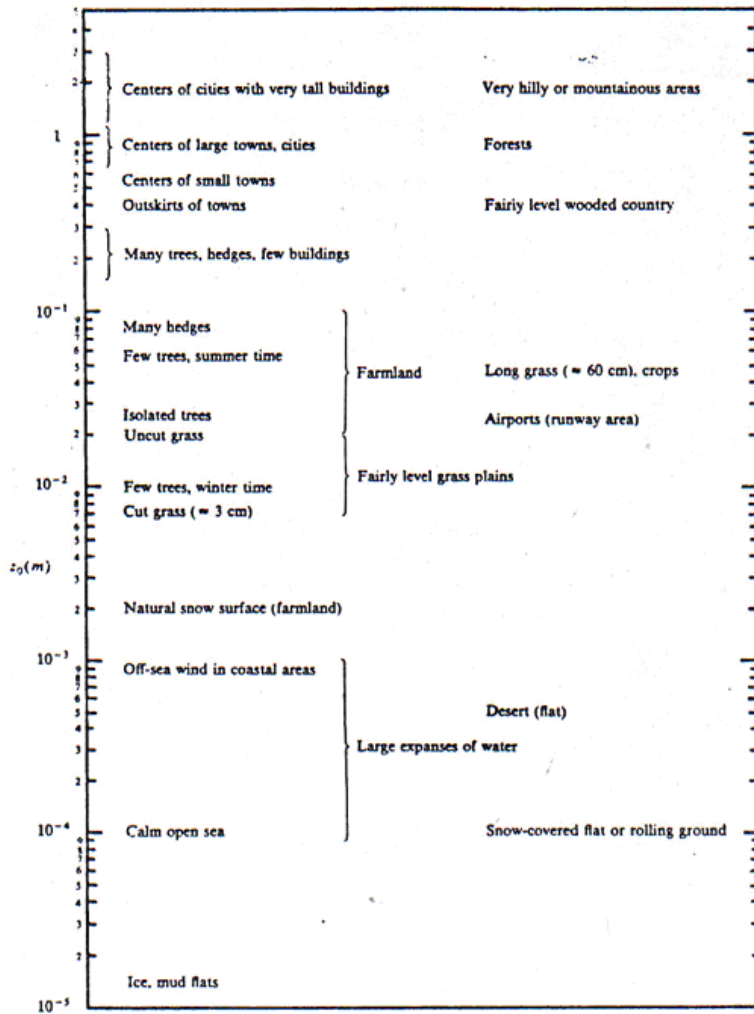 Centers of cities with very tall buildings Very hilly or mountainous areas
1
Centers of large towns, cities Forests
Centers of small towns
Outskirts of towns Fairly level wooded country
Many trees, hedges, few buildings
10⁻¹
Many hedges
Few trees, summer time
Farmland Long grass (≈ 60 cm), crops
Isolated trees Airports (runway area)
Uncut grass
Fairly level grass plains
10⁻²
Few trees, winter time
Cut grass (≈ 3 cm)
z₀(m)
Natural snow surface (farmland)
10⁻³
Off-sea wind in coastal areas
Desert (flat)
Large expanses of water
10⁻⁴
Calm open sea Snow-covered flat or rolling ground
Ice, mud flats
10⁻⁵